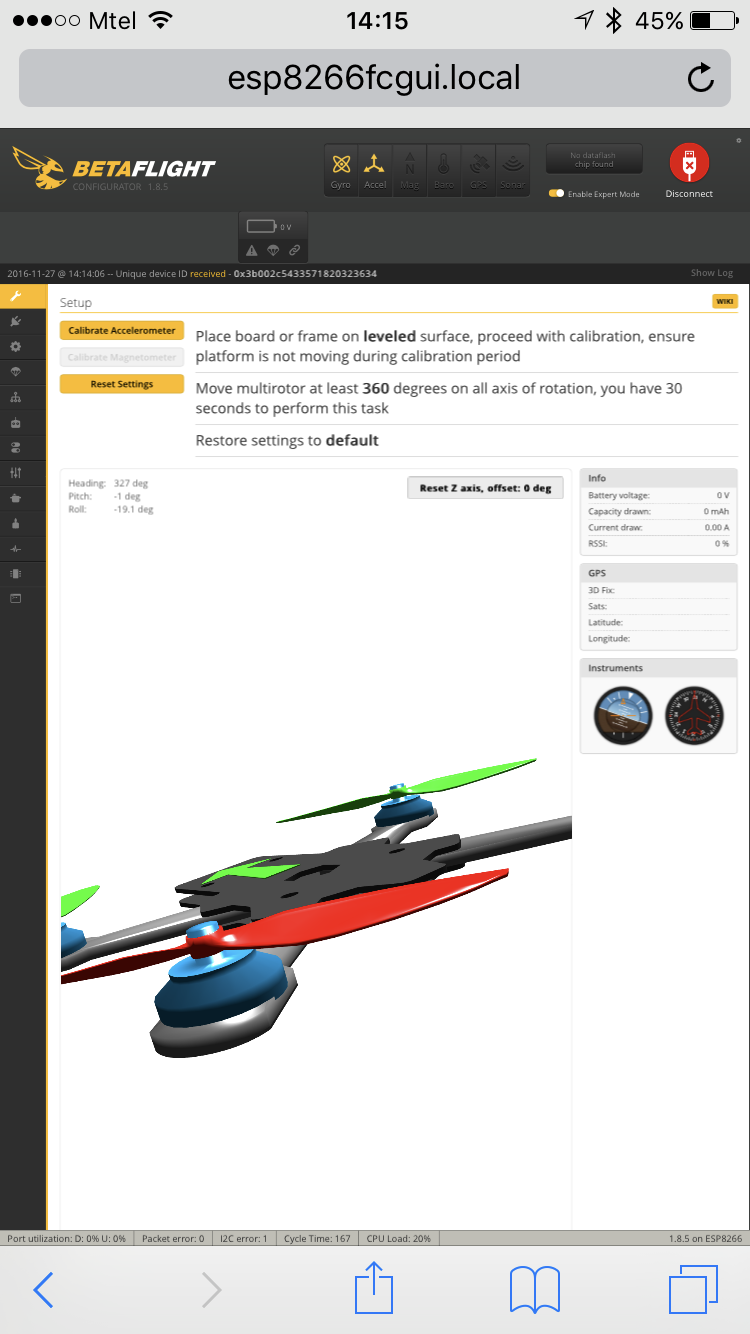 Mtel
14:15
45%
esp8266fcgui.local
BETAFLIGHT
CONFIGURATOR 1.8.5
Gyro
Accel
Mag
Baro
GPS
Sonar
No dataflash
chip found
Enable Expert Mode
Disconnect
0 V
2016-11-27 @ 14:14:06 -- Unique device ID received - 0x3b002c5433571820323634
Show Log
Setup
WIKI
Calibrate Accelerometer
Place board or frame on leveled surface, proceed with calibration, ensure
platform is not moving during calibration period
Calibrate Magnetometer
Move multirotor at least 360 degrees on all axis of rotation, you have 30
seconds to perform this task
Reset Settings
Restore settings to default
Heading: 327 deg
Pitch: -1 deg
Roll: -19.1 deg
Reset Z axis, offset: 0 deg
Info
Battery voltage: 0 V
Capacity drawn: 0 mAh
Current draw: 0.00 A
RSSI: 0 %
GPS
3D Fix:
Sats:
Latitude:
Longitude:
Instruments
Port utilization: D: 0% U: 0%
Packet error: 0
I2C error: 1
Cycle Time: 167
CPU Load: 20%
1.8.5 on ESP8266